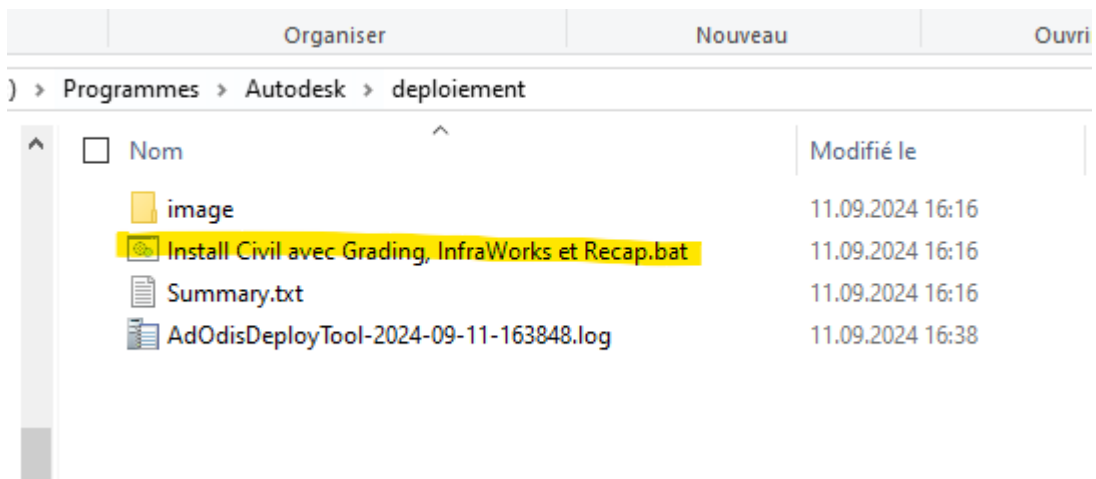 Organiser Nouveau Ouvri
) > Programmes > Autodesk > deploiement
Nom Modifié le
image 11.09.2024 16:16
Install Civil avec Grading, InfraWorks et Recap.bat 11.09.2024 16:16
Summary.txt 11.09.2024 16:16
AdOdisDeployTool-2024-09-11-163848.log 11.09.2024 16:38